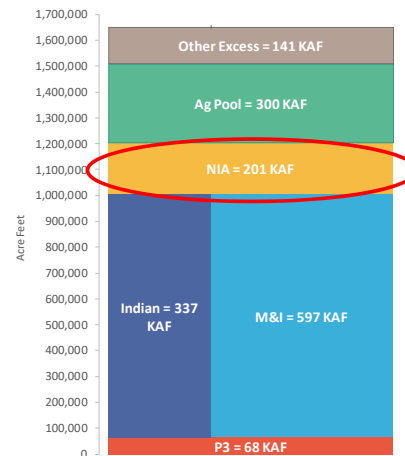 1,700,000
1,600,000
1,500,000
1,400,000
1,300,000
1,200,000
1,100,000
1,000,000
900,000
800,000
700,000
600,000
500,000
400,000
300,000
200,000
100,000
0
Acre Feet
Other Excess = 141 KAF
Ag Pool = 300 KAF
NIA = 201 KAF
Indian = 337
KAF
M&I = 597 KAF
P3 = 68 KAF